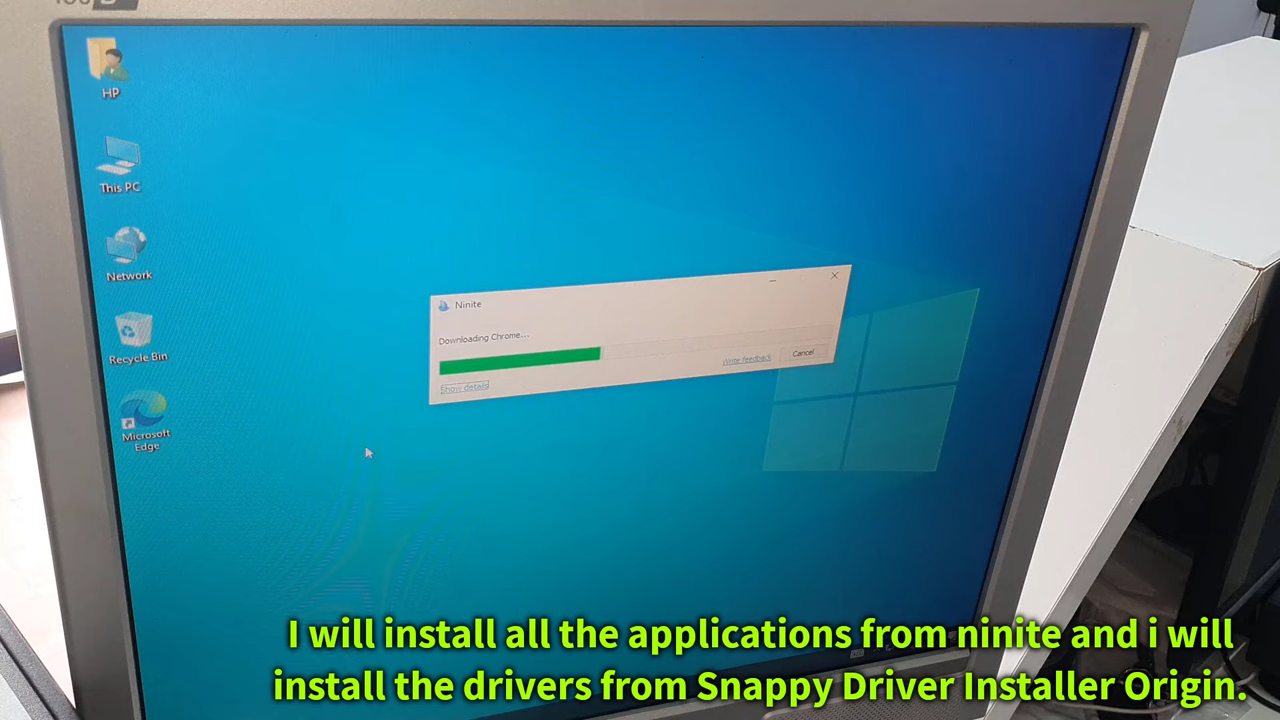 HP
This PC
Network
Recycle Bin
Microsoft
Edge
Ninite
Downloading Chrome...
Write feedback
Cancel
Show details
I will install all the applications from ninite and i will
install the drivers from Snappy Driver Installer Origin.